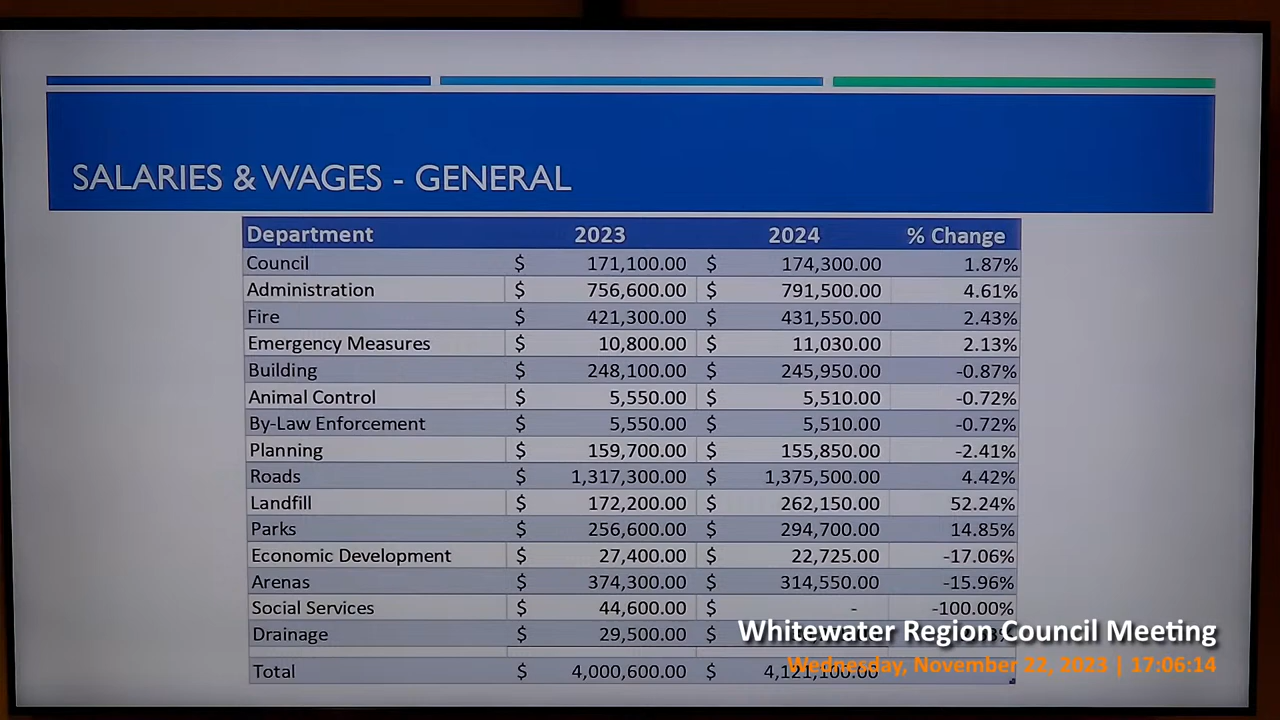 SALARIES & WAGES - GENERAL
Department 2023 2024 % Change
Council $ 171,100.00 $ 174,300.00 1.87%
Administration $ 756,600.00 $ 791,500.00 4.61%
Fire $ 421,300.00 $ 431,550.00 2.43%
Emergency Measures $ 10,800.00 $ 11,030.00 2.13%
Building $ 248,100.00 $ 245,950.00 -0.87%
Animal Control $ 5,550.00 $ 5,510.00 -0.72%
By-Law Enforcement $ 5,550.00 $ 5,510.00 -0.72%
Planning $ 159,700.00 $ 155,850.00 -2.41%
Roads $ 1,317,300.00 $ 1,375,500.00 4.42%
Landfill $ 172,200.00 $ 262,150.00 52.24%
Parks $ 256,600.00 $ 294,700.00 14.85%
Economic Development $ 27,400.00 $ 22,725.00 -17.06%
Arenas $ 374,300.00 $ 314,550.00 -15.96%
Social Services $ 44,600.00 $ - -100.00%
Drainage $ 29,500.00 $
Whitewater Region Council Meeting
Total $ 4,000,600.00 $ 4,121,100.00
Wednesday, November 22, 2023 | 17:06:14